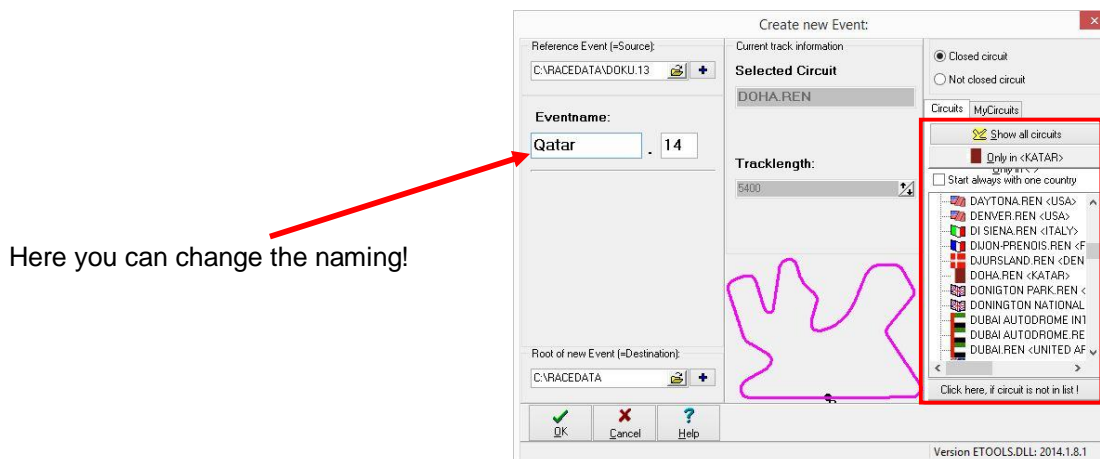 Create new Event:
Reference Event (=Source):
C:\RACEDATA\DOKU.13
Eventname:
Qatar . 14
Here you can change the naming!
Root of new Event (=Destination):
C:\RACEDATA
Current track information
Selected Circuit
DOHA.REN
Tracklength:
5400
Closed circuit
Not closed circuit
Circuits MyCircuits
Show all circuits
Only in <KATAR>
Start always with one country
DAYTONA.REN <USA>
DENVER.REN <USA>
DI SIENA.REN <ITALY>
DIJON-PRENOIS.REN <F
DJURSLAND.REN <DEN
DOHA.REN <KATAR>
DONIGTON PARK.REN <
DONINGTON NATIONAL
DUBAI AUTODROME INT
DUBAI AUTODROME.RE
DUBAI.REN <UNITED AF
Click here, if circuit is not in list !
OK Cancel Help
Version ETOOLS.DLL: 2014.1.8.1